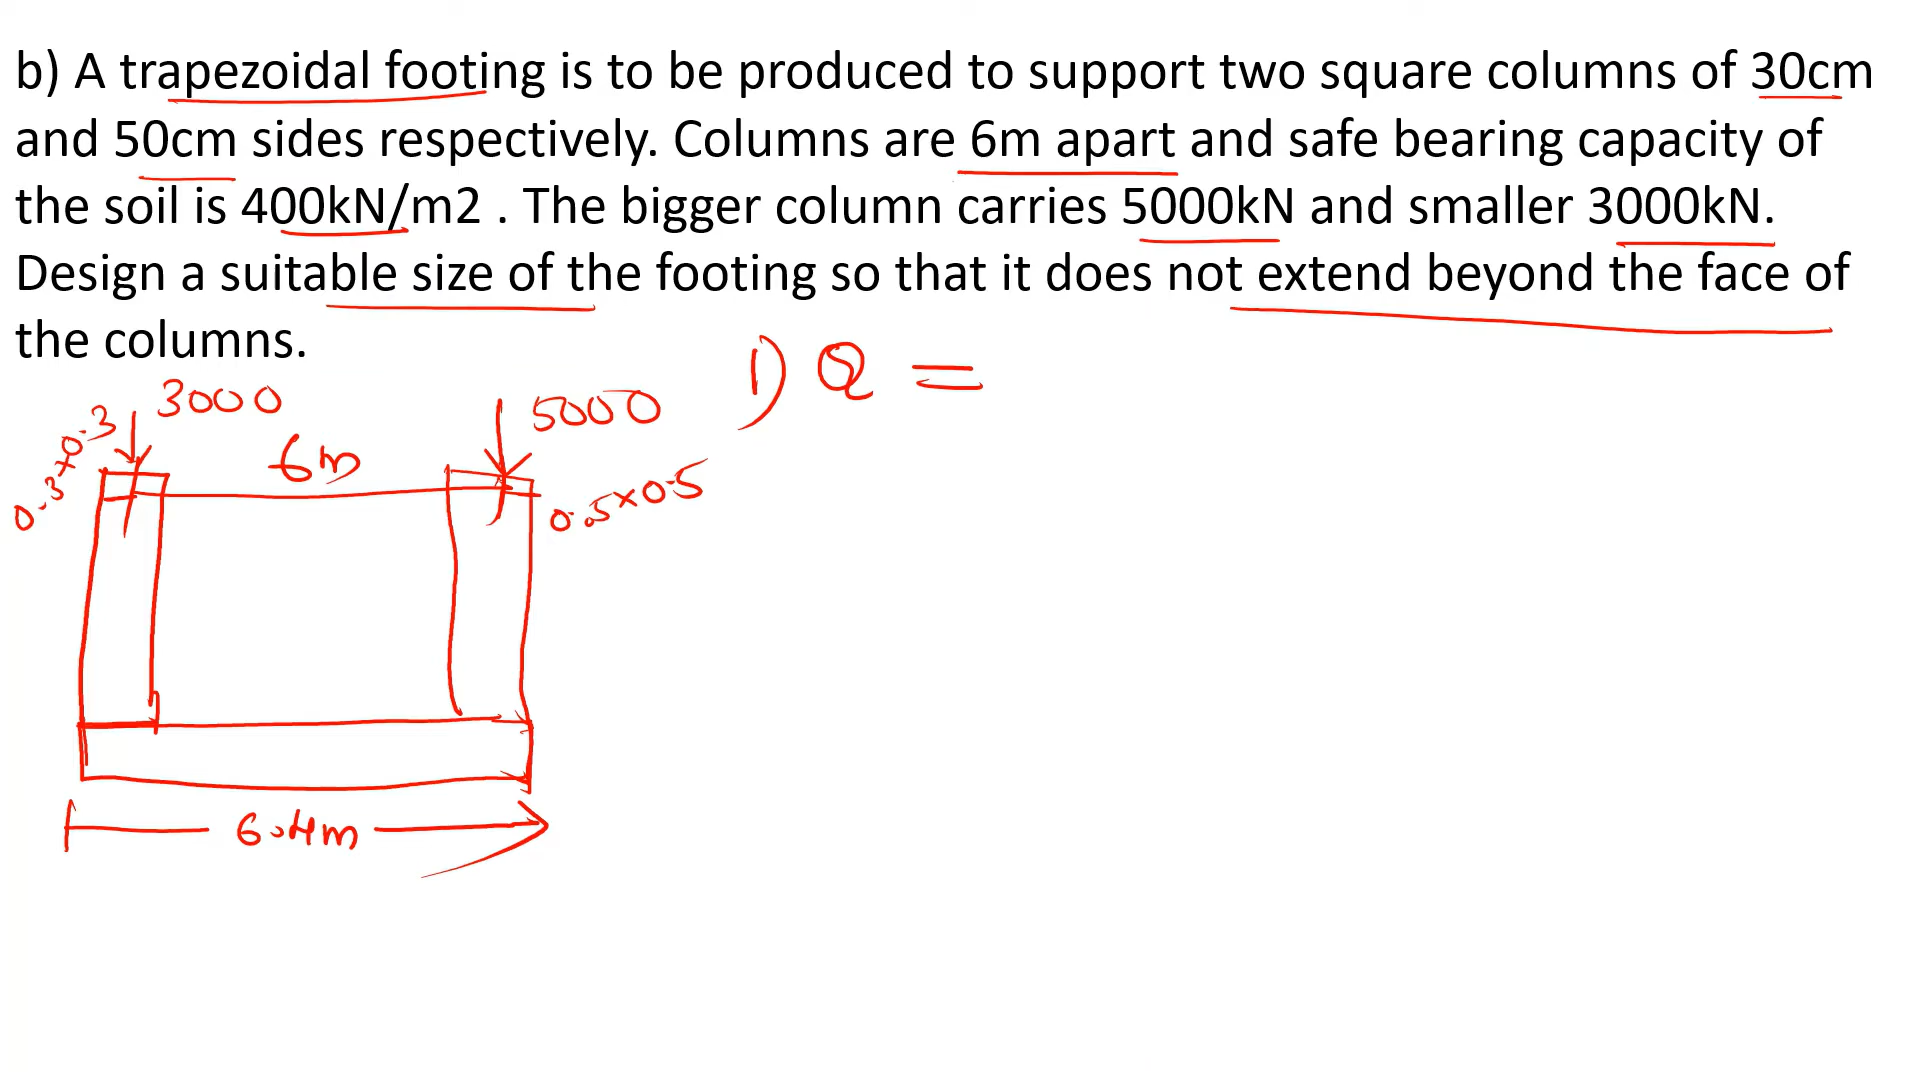 b) A trapezoidal footing is to be produced to support two square columns of 30cm
and 50cm sides respectively. Columns are 6m apart and safe bearing capacity of
the soil is 400kN/m2 . The bigger column carries 5000kN and smaller 3000kN.
Design a suitable size of the footing so that it does not extend beyond the face of
the columns.
1) Q =
3000
5000
0.3×0.3
6m
0.5×0.5
6.4m